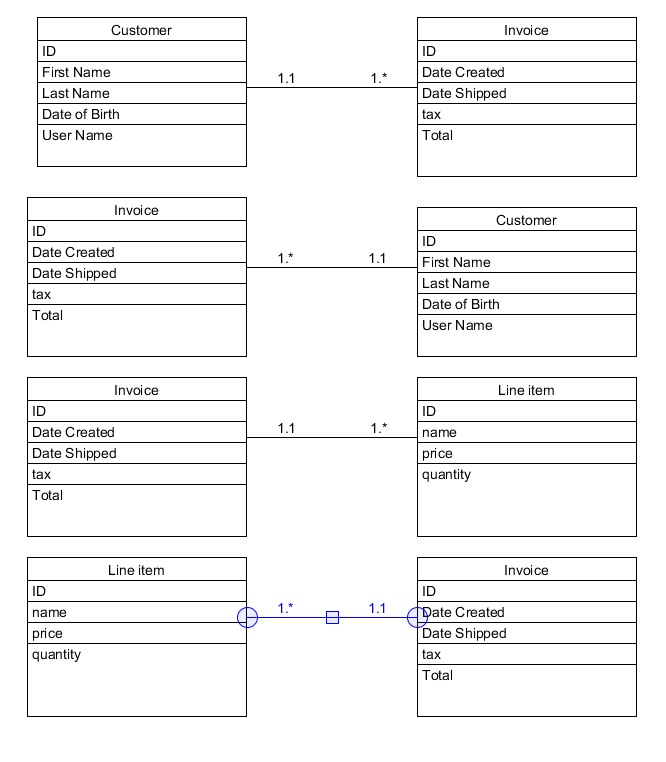 Customer
ID
First Name
Last Name
Date of Birth
User Name
1.1
1.*
Invoice
ID
Date Created
Date Shipped
tax
Total
Invoice
ID
Date Created
Date Shipped
tax
Total
1.*
1.1
Customer
ID
First Name
Last Name
Date of Birth
User Name
Invoice
ID
Date Created
Date Shipped
tax
Total
1.1
1.*
Line item
ID
name
price
quantity
Line item
ID
name
price
quantity
1.*
1.1
Invoice
ID
Date Created
Date Shipped
tax
Total